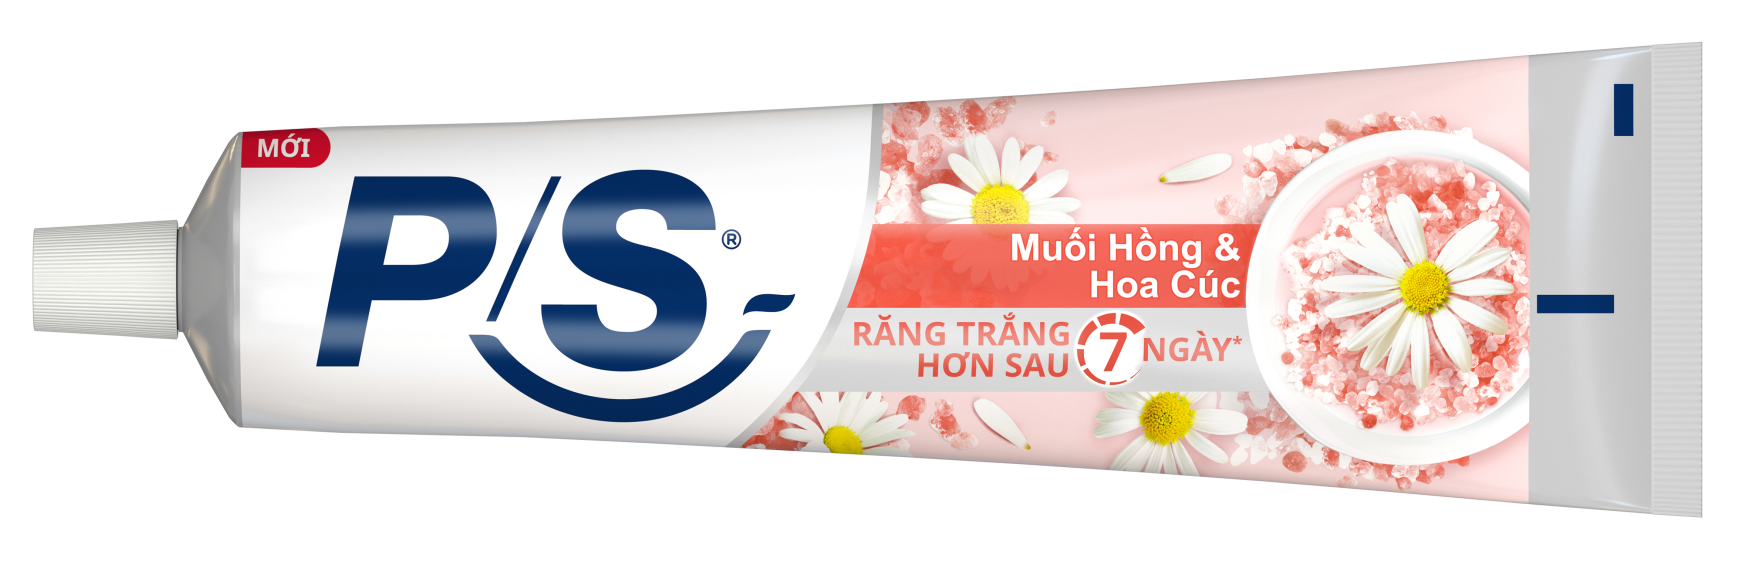 MỚI
P/S®
Muối Hồng &
Hoa Cúc
RĂNG TRẮNG
HƠN SAU 7 NGÀY*